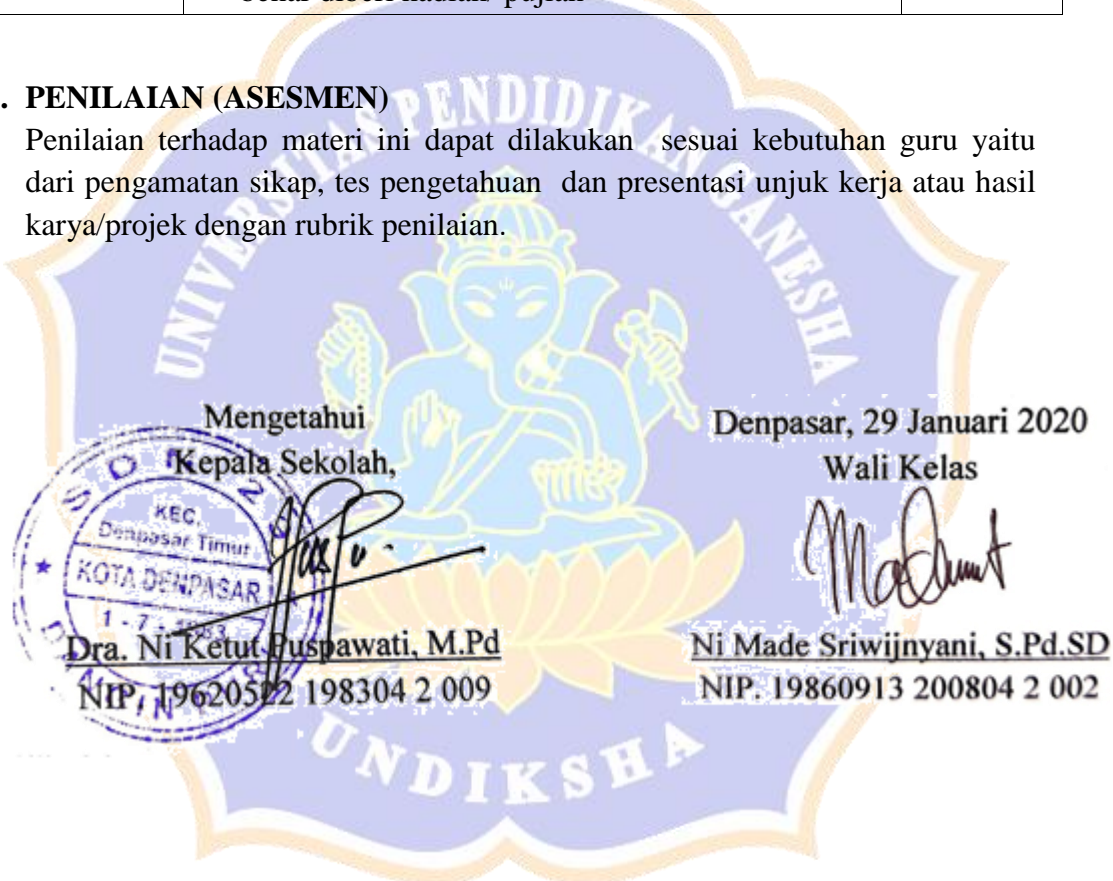 . PENILAIAN (ASESMEN)
Penilaian terhadap materi ini dapat dilakukan sesuai kebutuhan guru yaitu
dari pengamatan sikap, tes pengetahuan dan presentasi unjuk kerja atau hasil
karya/projek dengan rubrik penilaian.
UNIVERSITAS PENDIDIKAN GANESHA
Mengetahui
Kepala Sekolah,
Denpasar, 29 Januari 2020
Wali Kelas
KEC.
Denpasar Timur
KOTA DENPASAR
Dra. Ni Ketut Puspawati, M.Pd
NIP. 19620522 198304 2 009
Ni Made Sriwijnyani, S.Pd.SD
NIP. 19860913 200804 2 002
UNDIKSHA